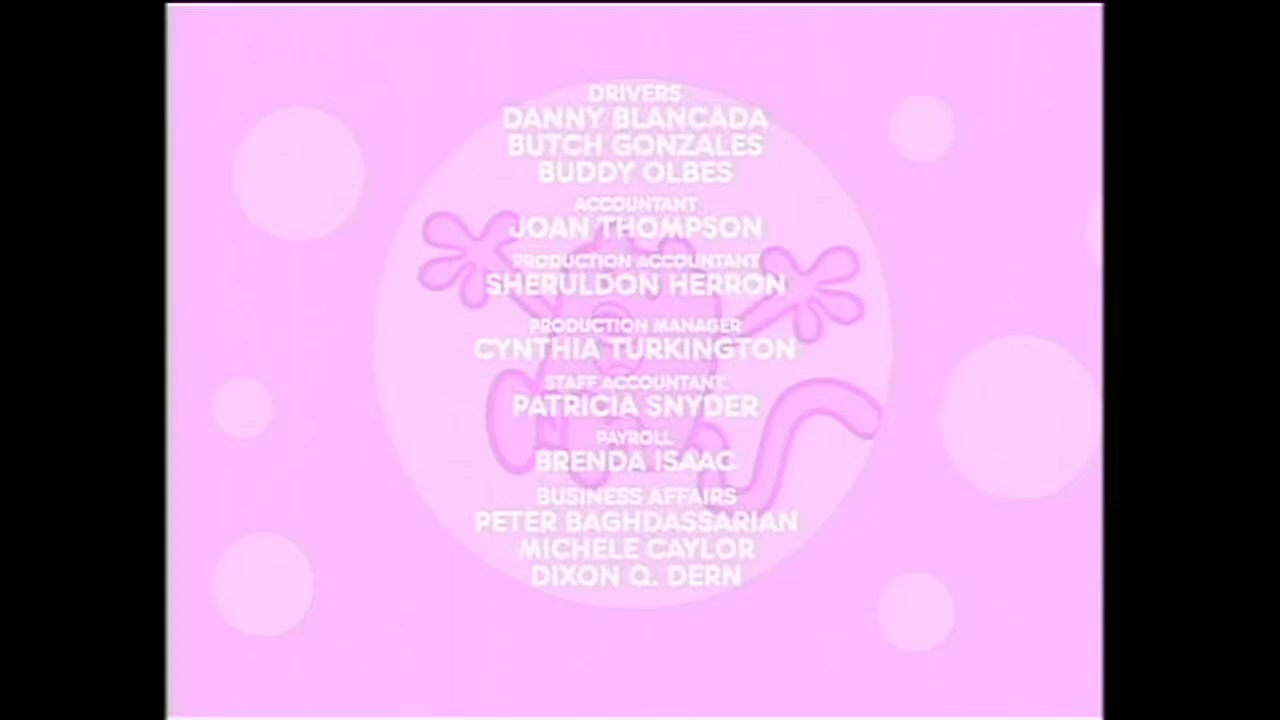 DRIVERS
DANNY BLANCADA
BUTCH GONZALES
BUDDY OLBES
ACCOUNTANT
JOAN THOMPSON
PRODUCTION ACCOUNTANT
SHERULDON HERRON
PRODUCTION MANAGER
CYNTHIA TURKINGTON
STAFF ACCOUNTANT
PATRICIA SNYDER
PAYROLL
BRENDA ISAAC
BUSINESS AFFAIRS
PETER BAGHDASSARIAN
MICHELE CAYLOR
DIXON Q. DERN